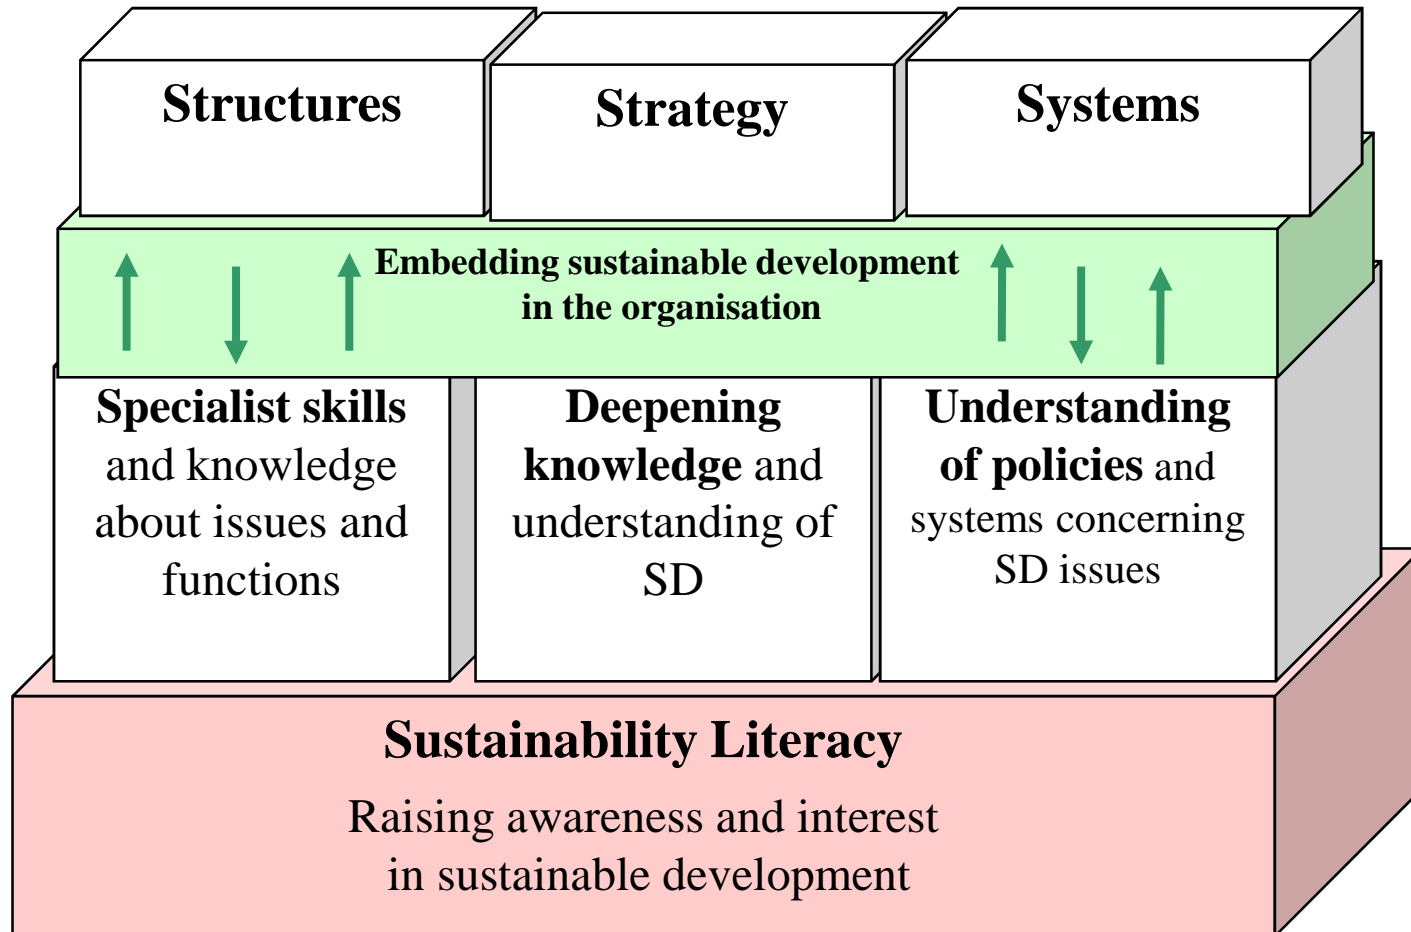 Structures
Strategy
Systems
Embedding sustainable development
in the organisation
Specialist skills
and knowledge
about issues and
functions
Deepening
knowledge and
understanding of
SD
Understanding
of policies and
systems concerning
SD issues
Sustainability Literacy
Raising awareness and interest
in sustainable development